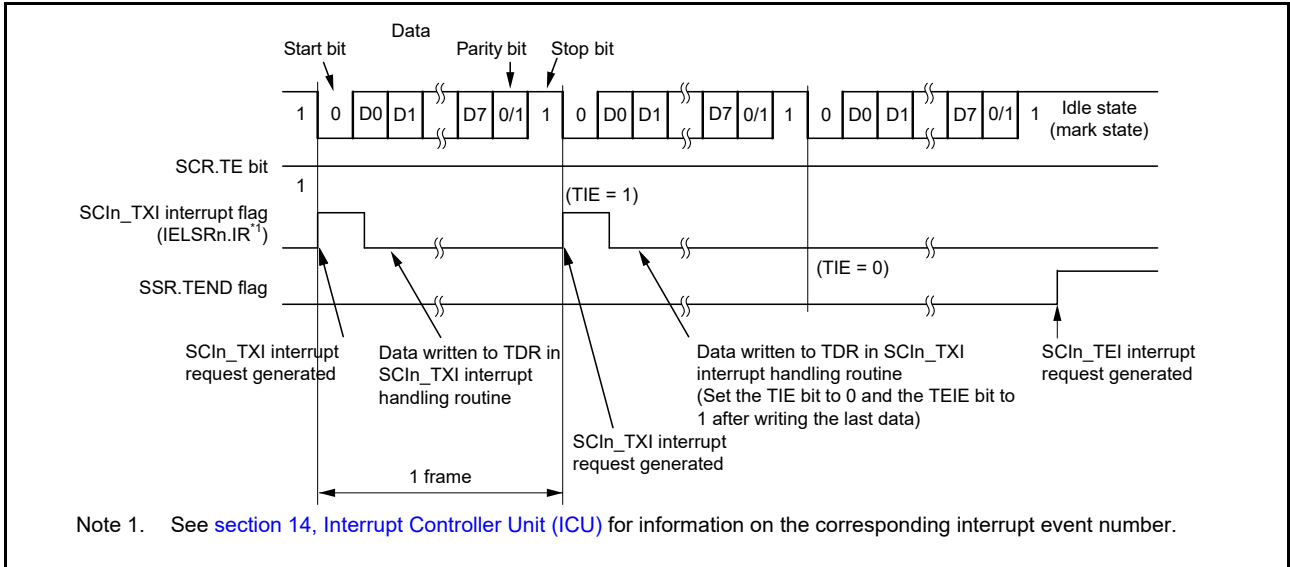 Data
Start bit
Parity bit
Stop bit
1 0 D0 D1 D7 0/1 1 0 D0 D1 D7 0/1 1 0 D0 D1 D7 0/1 1
Idle state
(mark state)
SCR.TE bit
1
(TIE = 1)
SCIn_TXI interrupt flag
(IELSRn.IR*1)
(TIE = 0)
SSR.TEND flag
SCIn_TXI interrupt
request generated
Data written to TDR in
SCIn_TXI interrupt
handling routine
Data written to TDR in SCIn_TXI
interrupt handling routine
(Set the TIE bit to 0 and the TEIE bit to
1 after writing the last data)
SCIn_TEI interrupt
request generated
SCIn_TXI interrupt
request generated
1 frame
Note 1. See section 14, Interrupt Controller Unit (ICU) for information on the corresponding interrupt event number.